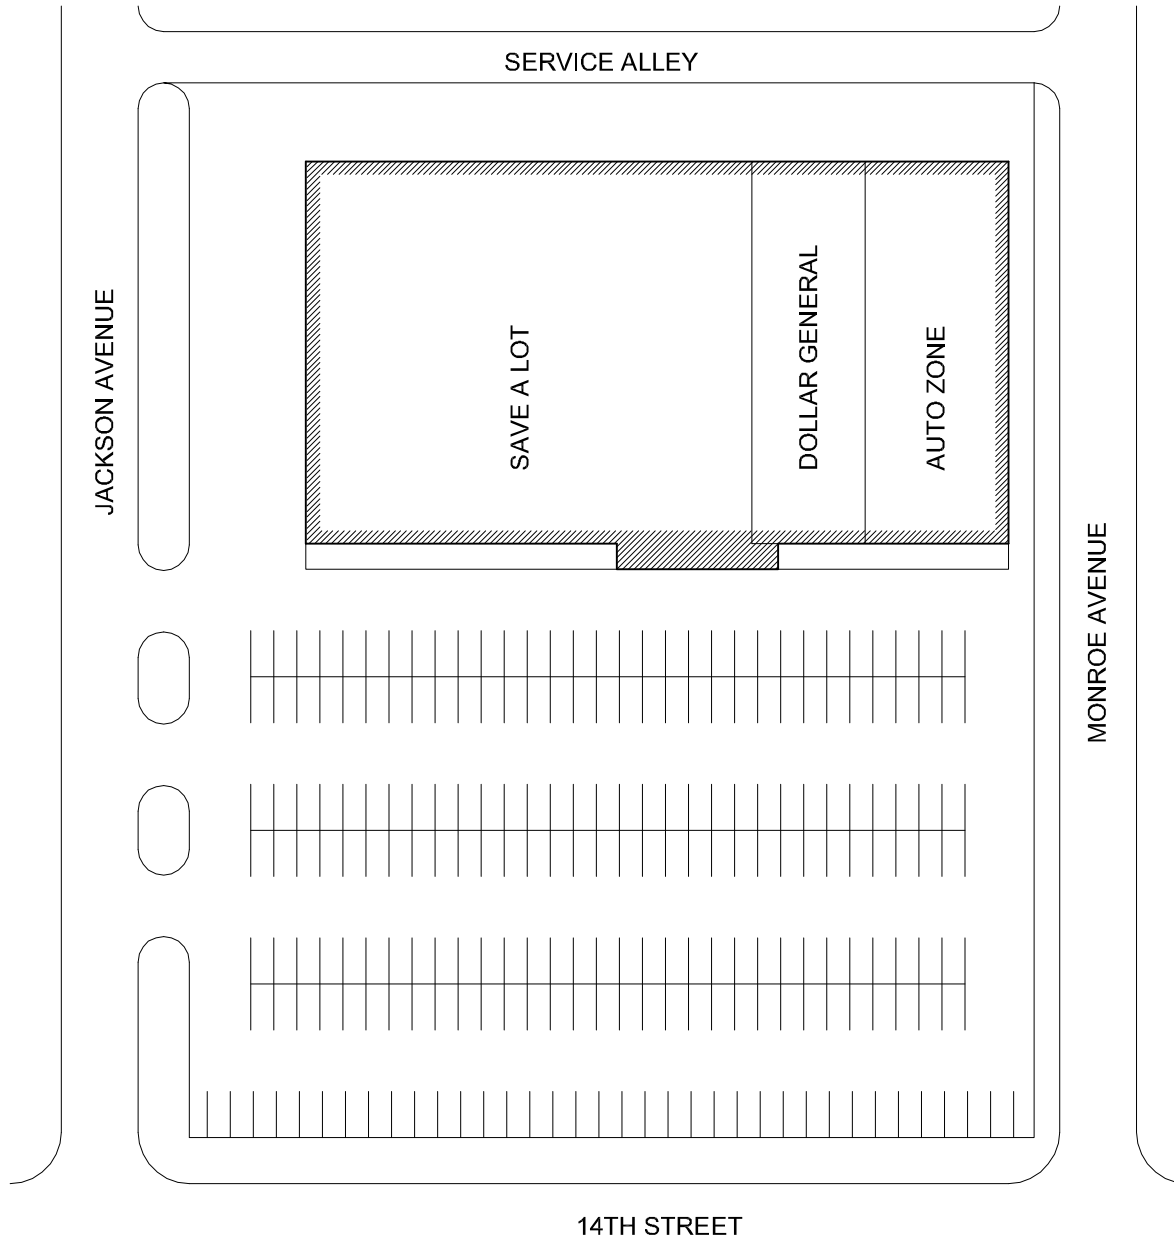 SERVICE ALLEY
JACKSON AVENUE
SAVE A LOT
DOLLAR GENERAL
AUTO ZONE
MONROE AVENUE
14TH STREET